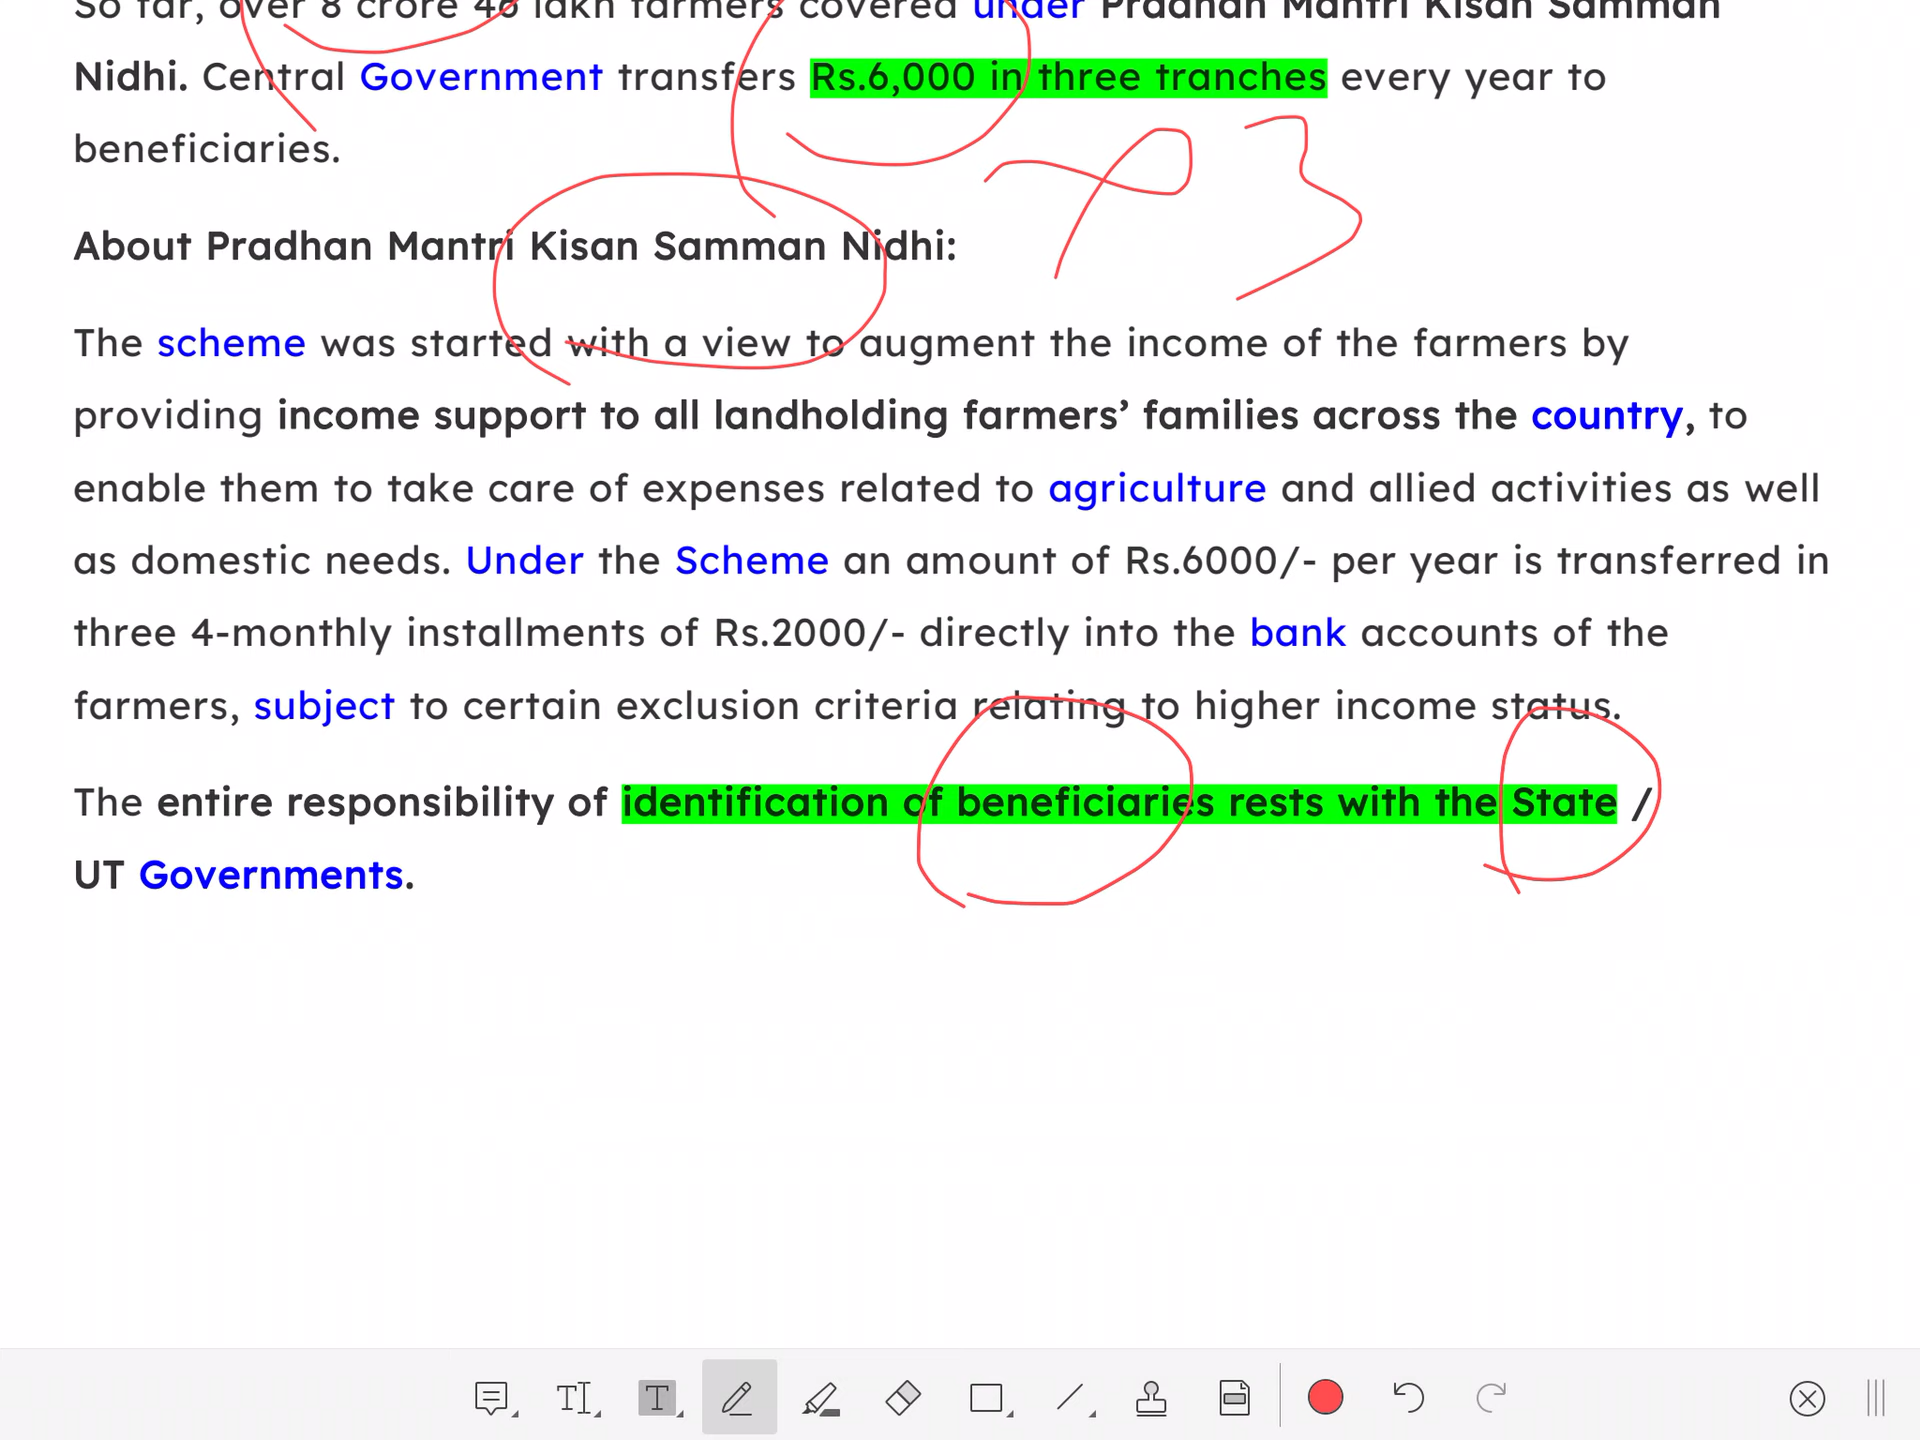 So far, over 8 crore 46 lakh farmers covered under Pradhan Mantri Kisan Samman
Nidhi. Central Government transfers Rs.6,000 in three tranches every year to
beneficiaries.
x 3
About Pradhan Mantri Kisan Samman Nidhi:
The scheme was started with a view to augment the income of the farmers by
providing income support to all landholding farmers’ families across the country, to
enable them to take care of expenses related to agriculture and allied activities as well
as domestic needs. Under the Scheme an amount of Rs.6000/- per year is transferred in
three 4-monthly installments of Rs.2000/- directly into the bank accounts of the
farmers, subject to certain exclusion criteria relating to higher income status.
The entire responsibility of identification of beneficiaries rests with the State /
UT Governments.